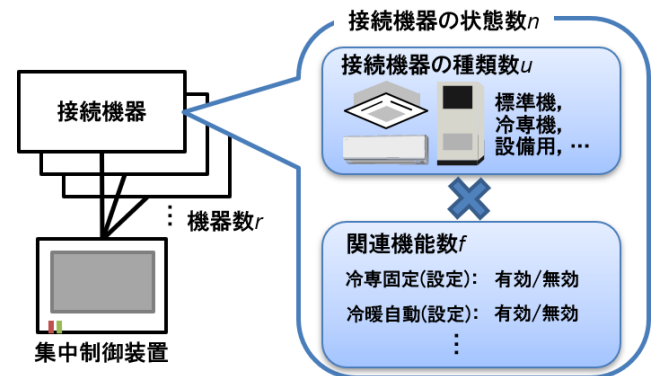 接続機器の状態数n
接続機器の種類数u
標準機,
冷専機,
設備用, …
接続機器
⋮ 機器数r
集中制御装置
関連機能数f
冷専固定(設定): 有効/無効
冷暖自動(設定): 有効/無効
⋮